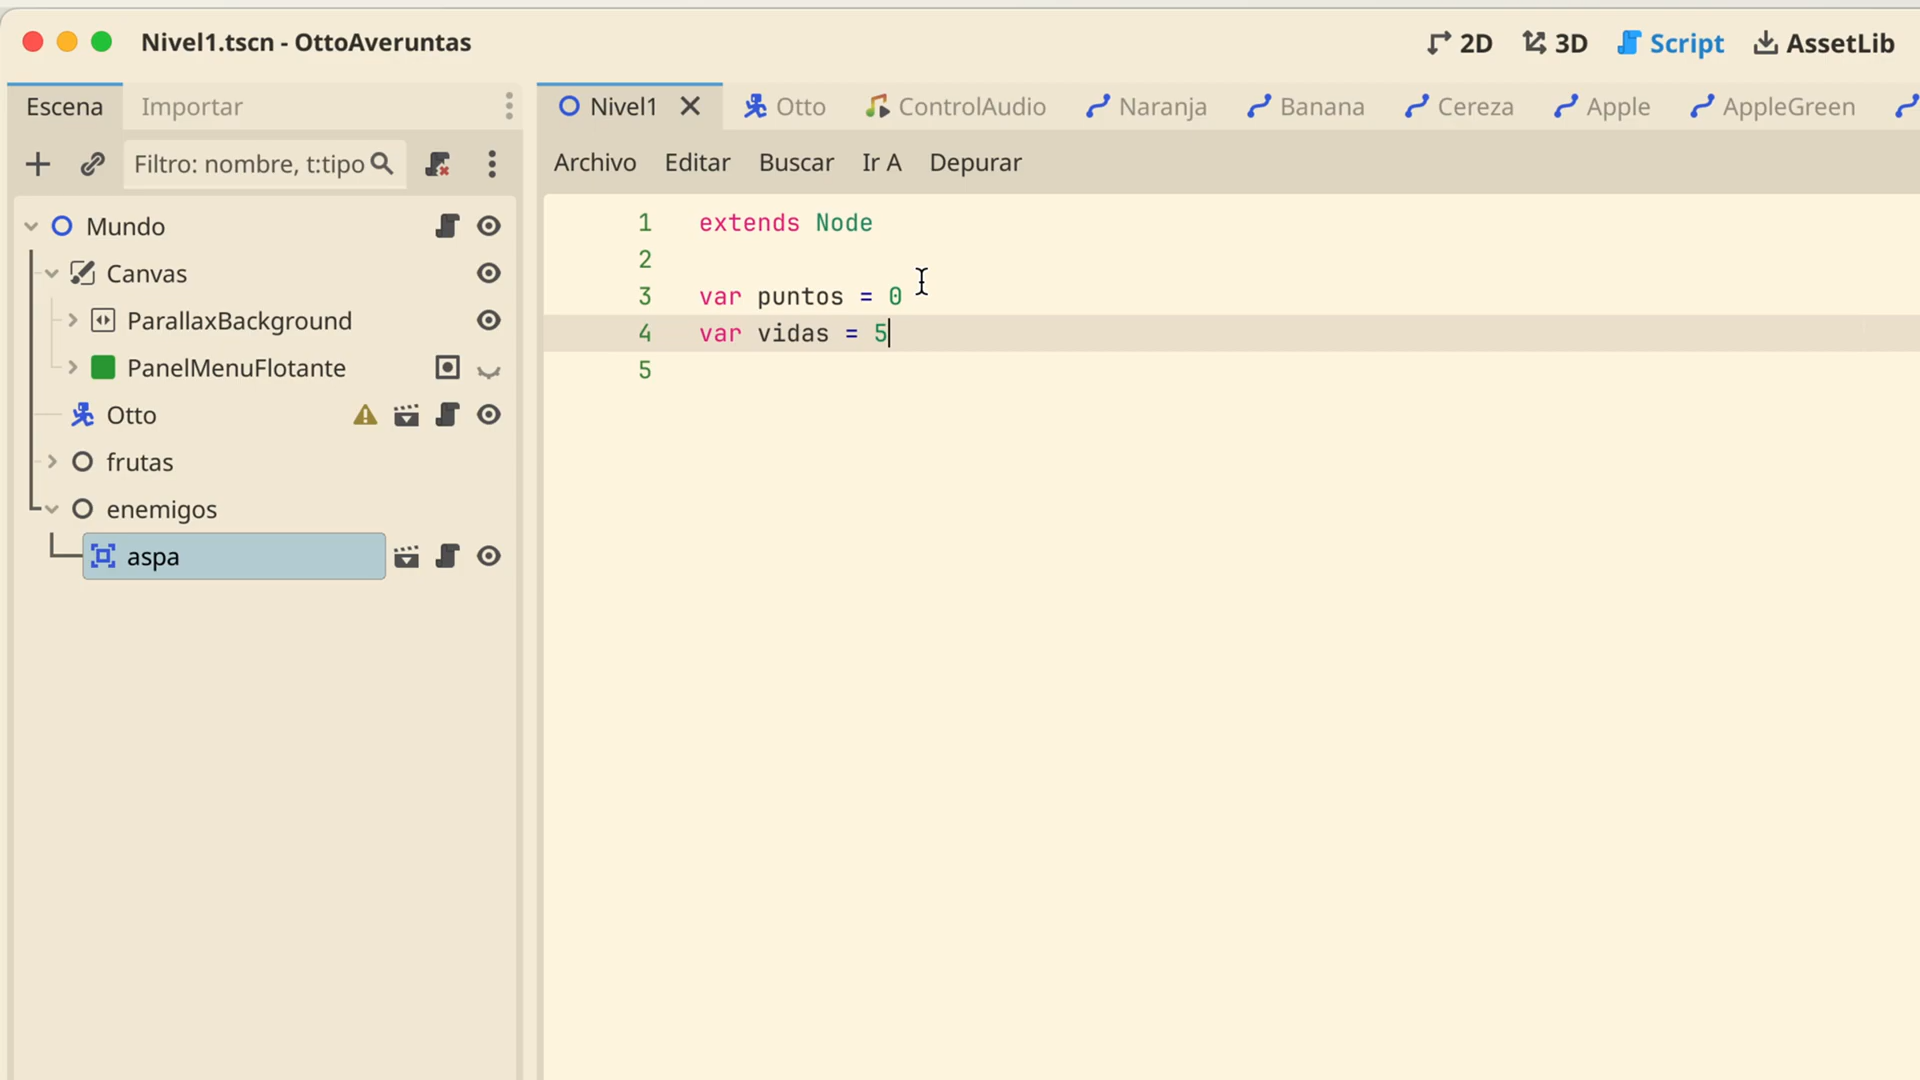 Nivel1.tscn - OttoAveruntas
2D 3D Script AssetLib
Escena Importar
Nivel1 Otto ControlAudio Naranja Banana Cereza Apple AppleGreen
Filtro: nombre, t:tipo
Archivo Editar Buscar Ir A Depurar
Mundo
Canvas
ParallaxBackground
PanelMenuFlotante
Otto
frutas
enemigos
aspa
1 extends Node
2
3 var puntos = 0
4 var vidas = 5
5